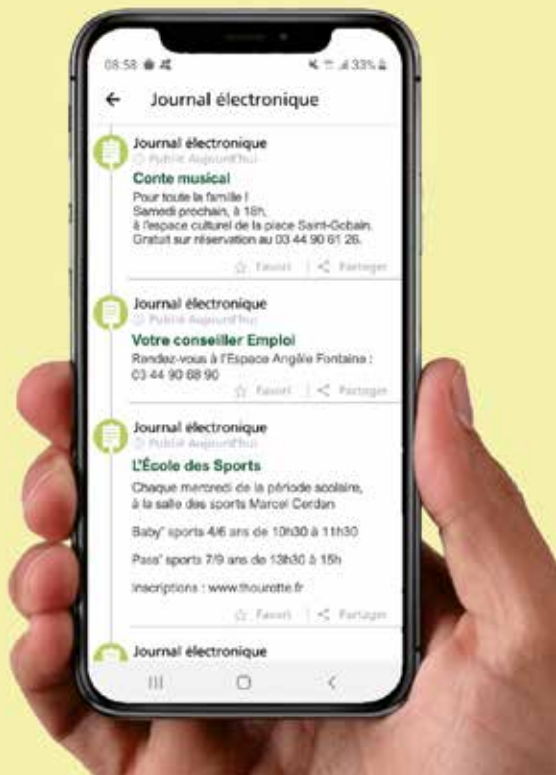 08:58 33%
← Journal électronique
Journal électronique
Publié Aujourd'hui
Conte musical
Pour toute la famille !
Samedi prochain, à 16h,
à l'espace culturel de la place Saint-Gobain.
Gratuit sur réservation au 03 44 90 61 26.
Favori Partager
Journal électronique
Publié Aujourd'hui
Votre conseiller Emploi
Rendez-vous à l'Espace Angèle Fontaine :
03 44 90 68 90
Favori Partager
Journal électronique
Publié Aujourd'hui
L'École des Sports
Chaque mercredi de la période scolaire,
à la salle des sports Marcel Cerdan
Baby' sports 4/6 ans de 10h30 à 11h30
Pass' sports 7/9 ans de 13h30 à 15h
Inscriptions : www.thourotte.fr
Favori Partager
Journal électronique